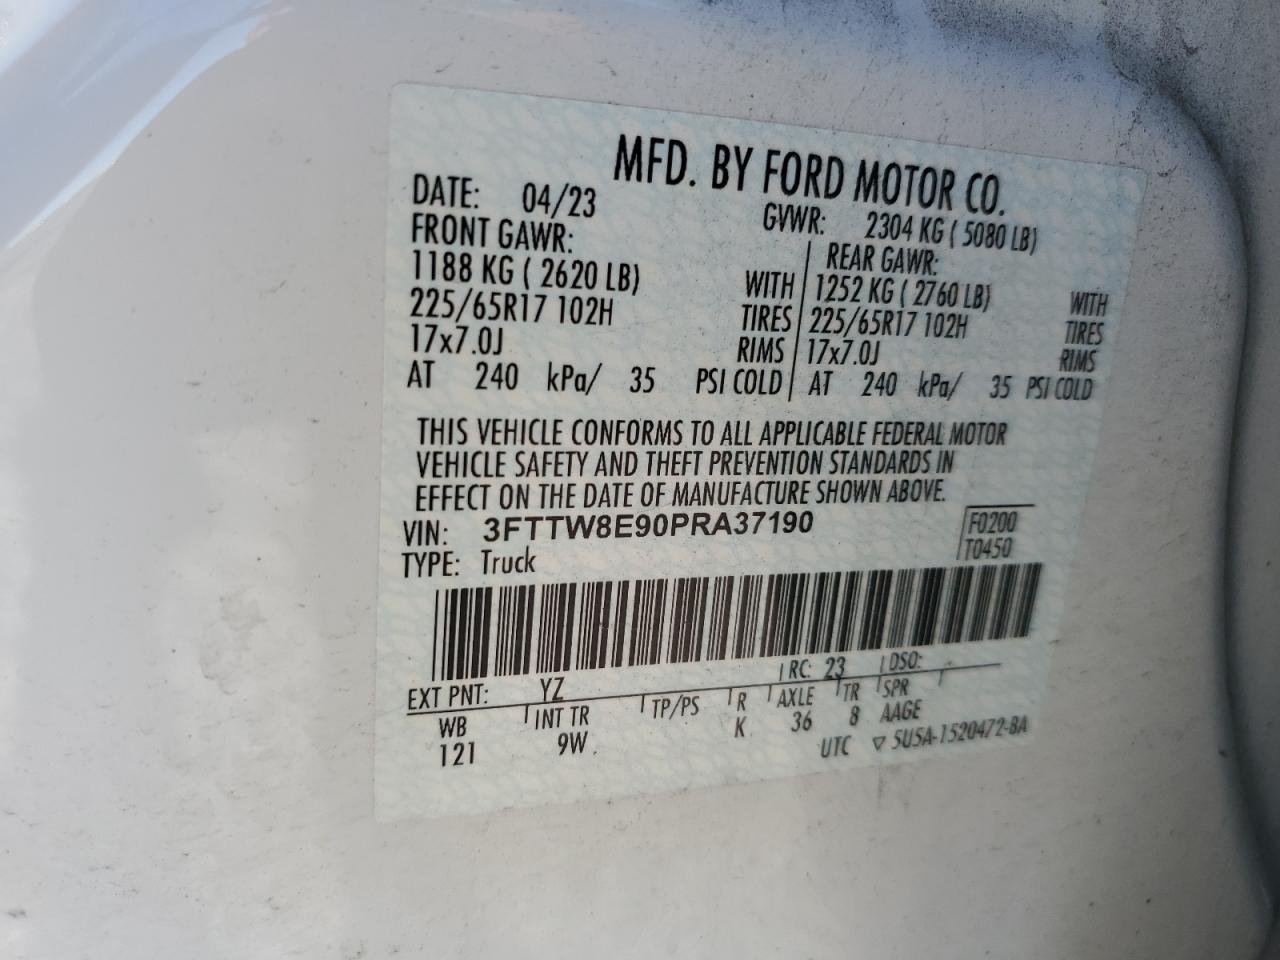 MFD. BY FORD MOTOR CO.
DATE: 04/23 GVWR: 2304 KG ( 5080 LB)
FRONT GAWR: REAR GAWR:
1188 KG ( 2620 LB) WITH 1252 KG ( 2760 LB) WITH
225/65R17 102H TIRES 225/65R17 102H TIRES
17x7.0J RIMS 17x7.0J RIMS
AT 240 kPa/ 35 PSI COLD AT 240 kPa/ 35 PSI COLD
THIS VEHICLE CONFORMS TO ALL APPLICABLE FEDERAL MOTOR
VEHICLE SAFETY AND THEFT PREVENTION STANDARDS IN
EFFECT ON THE DATE OF MANUFACTURE SHOWN ABOVE.
VIN: 3FTTW8E90PRA37190 F0200
TYPE: Truck T0450
EXT PNT: YZ RC: 23 DSO:
WB INT TR TP/PS R AXLE TR SPR
121 9W K 36 8 AAGE
UTC ▽ 5U5A-1520472-BA